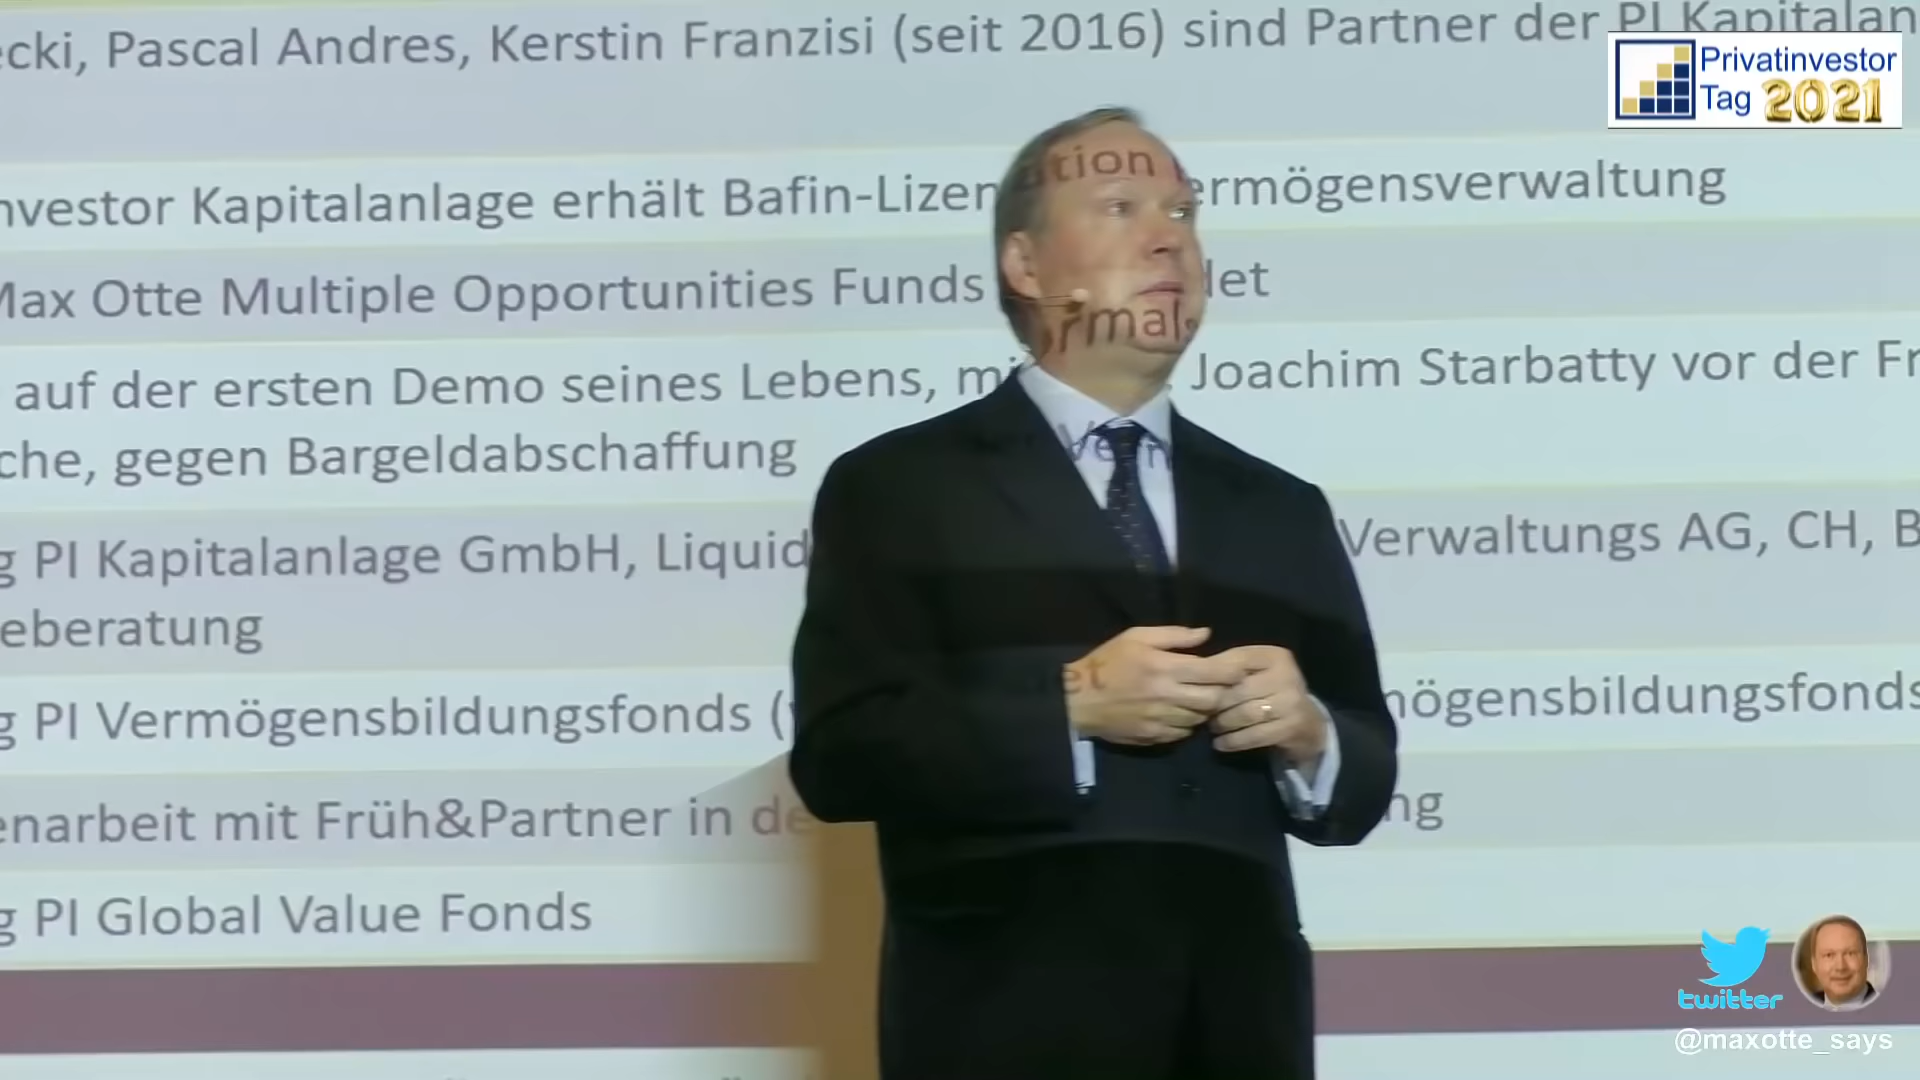 ecki, Pascal Andres, Kerstin Franzisi (seit 2016) sind Partner der PI Kapitalan
Privatinvestor
Tag 2021
nvestor Kapitalanlage erhält Bafin-Lizen ermögensverwaltung
Max Otte Multiple Opportunities Funds det
auf der ersten Demo seines Lebens, mi Joachim Starbatty vor der Fr
che, gegen Bargeldabschaffung
g PI Kapitalanlage GmbH, Liquid Verwaltungs AG, CH, B
eberatung
g PI Vermögensbildungsfonds ( mögensbildungsfonds
enarbeit mit Früh&Partner in de ng
g PI Global Value Fonds
twitter
@maxotte_says